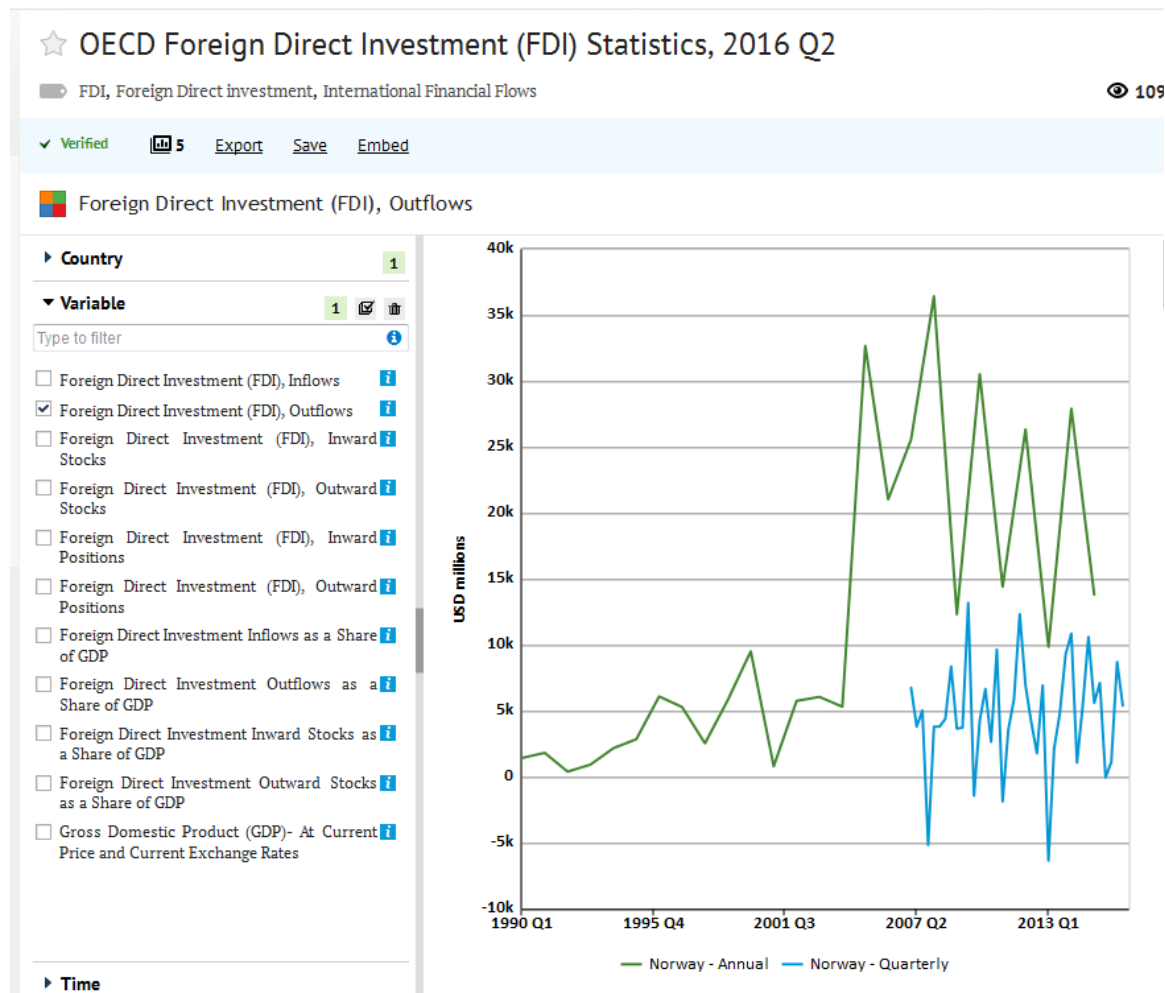 OECD Foreign Direct Investment (FDI) Statistics, 2016 Q2
FDI, Foreign Direct investment, International Financial Flows
109
Verified
5
Export
Save
Embed
Foreign Direct Investment (FDI), Outflows
Country
1
Variable
1
Type to filter
Foreign Direct Investment (FDI), Inflows
Foreign Direct Investment (FDI), Outflows
Foreign Direct Investment (FDI), Inward
Stocks
Foreign Direct Investment (FDI), Outward
Stocks
Foreign Direct Investment (FDI), Inward
Positions
Foreign Direct Investment (FDI), Outward
Positions
Foreign Direct Investment Inflows as a Share
of GDP
Foreign Direct Investment Outflows as a
Share of GDP
Foreign Direct Investment Inward Stocks as
a Share of GDP
Foreign Direct Investment Outward Stocks
as a Share of GDP
Gross Domestic Product (GDP)- At Current
Price and Current Exchange Rates
Time
40k
35k
30k
25k
20k
15k
10k
5k
0
-5k
-10k
USD millions
1990 Q1
1995 Q4
2001 Q3
2007 Q2
2013 Q1
Norway - Annual
Norway - Quarterly